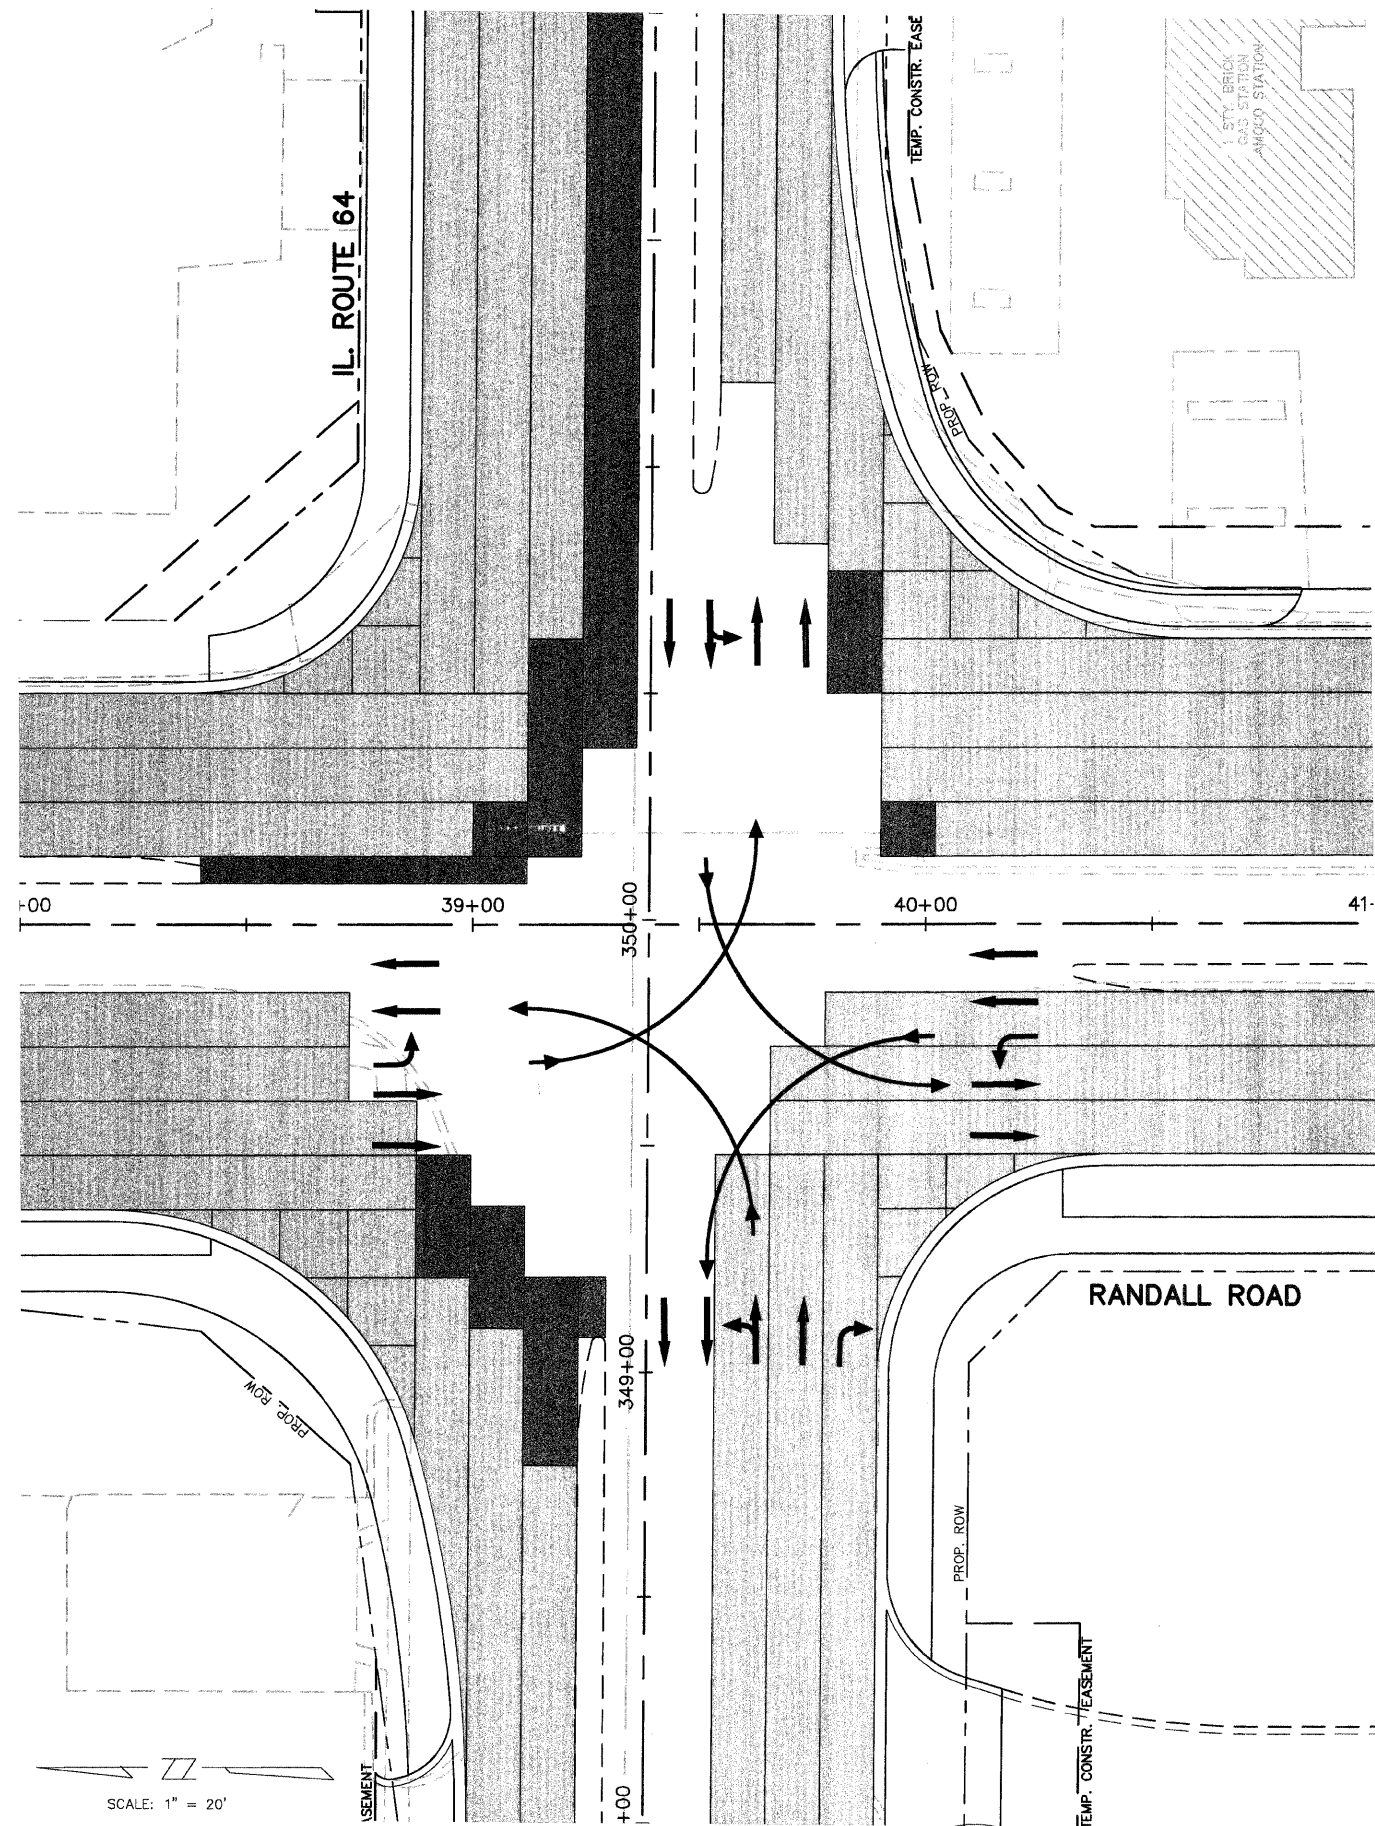 TEMP. CONSTR. EASE
1 STY. BRICK
GAS STATION
AMOCO STATION
IL. ROUTE 64
PROP. ROW
+00
39+00
350+00
40+00
41-
RANDALL ROAD
349+00
PROP. ROW
PROP. ROW
TEMP. CONSTR. EASEMENT
ASEMENT
+00
SCALE: 1" = 20'